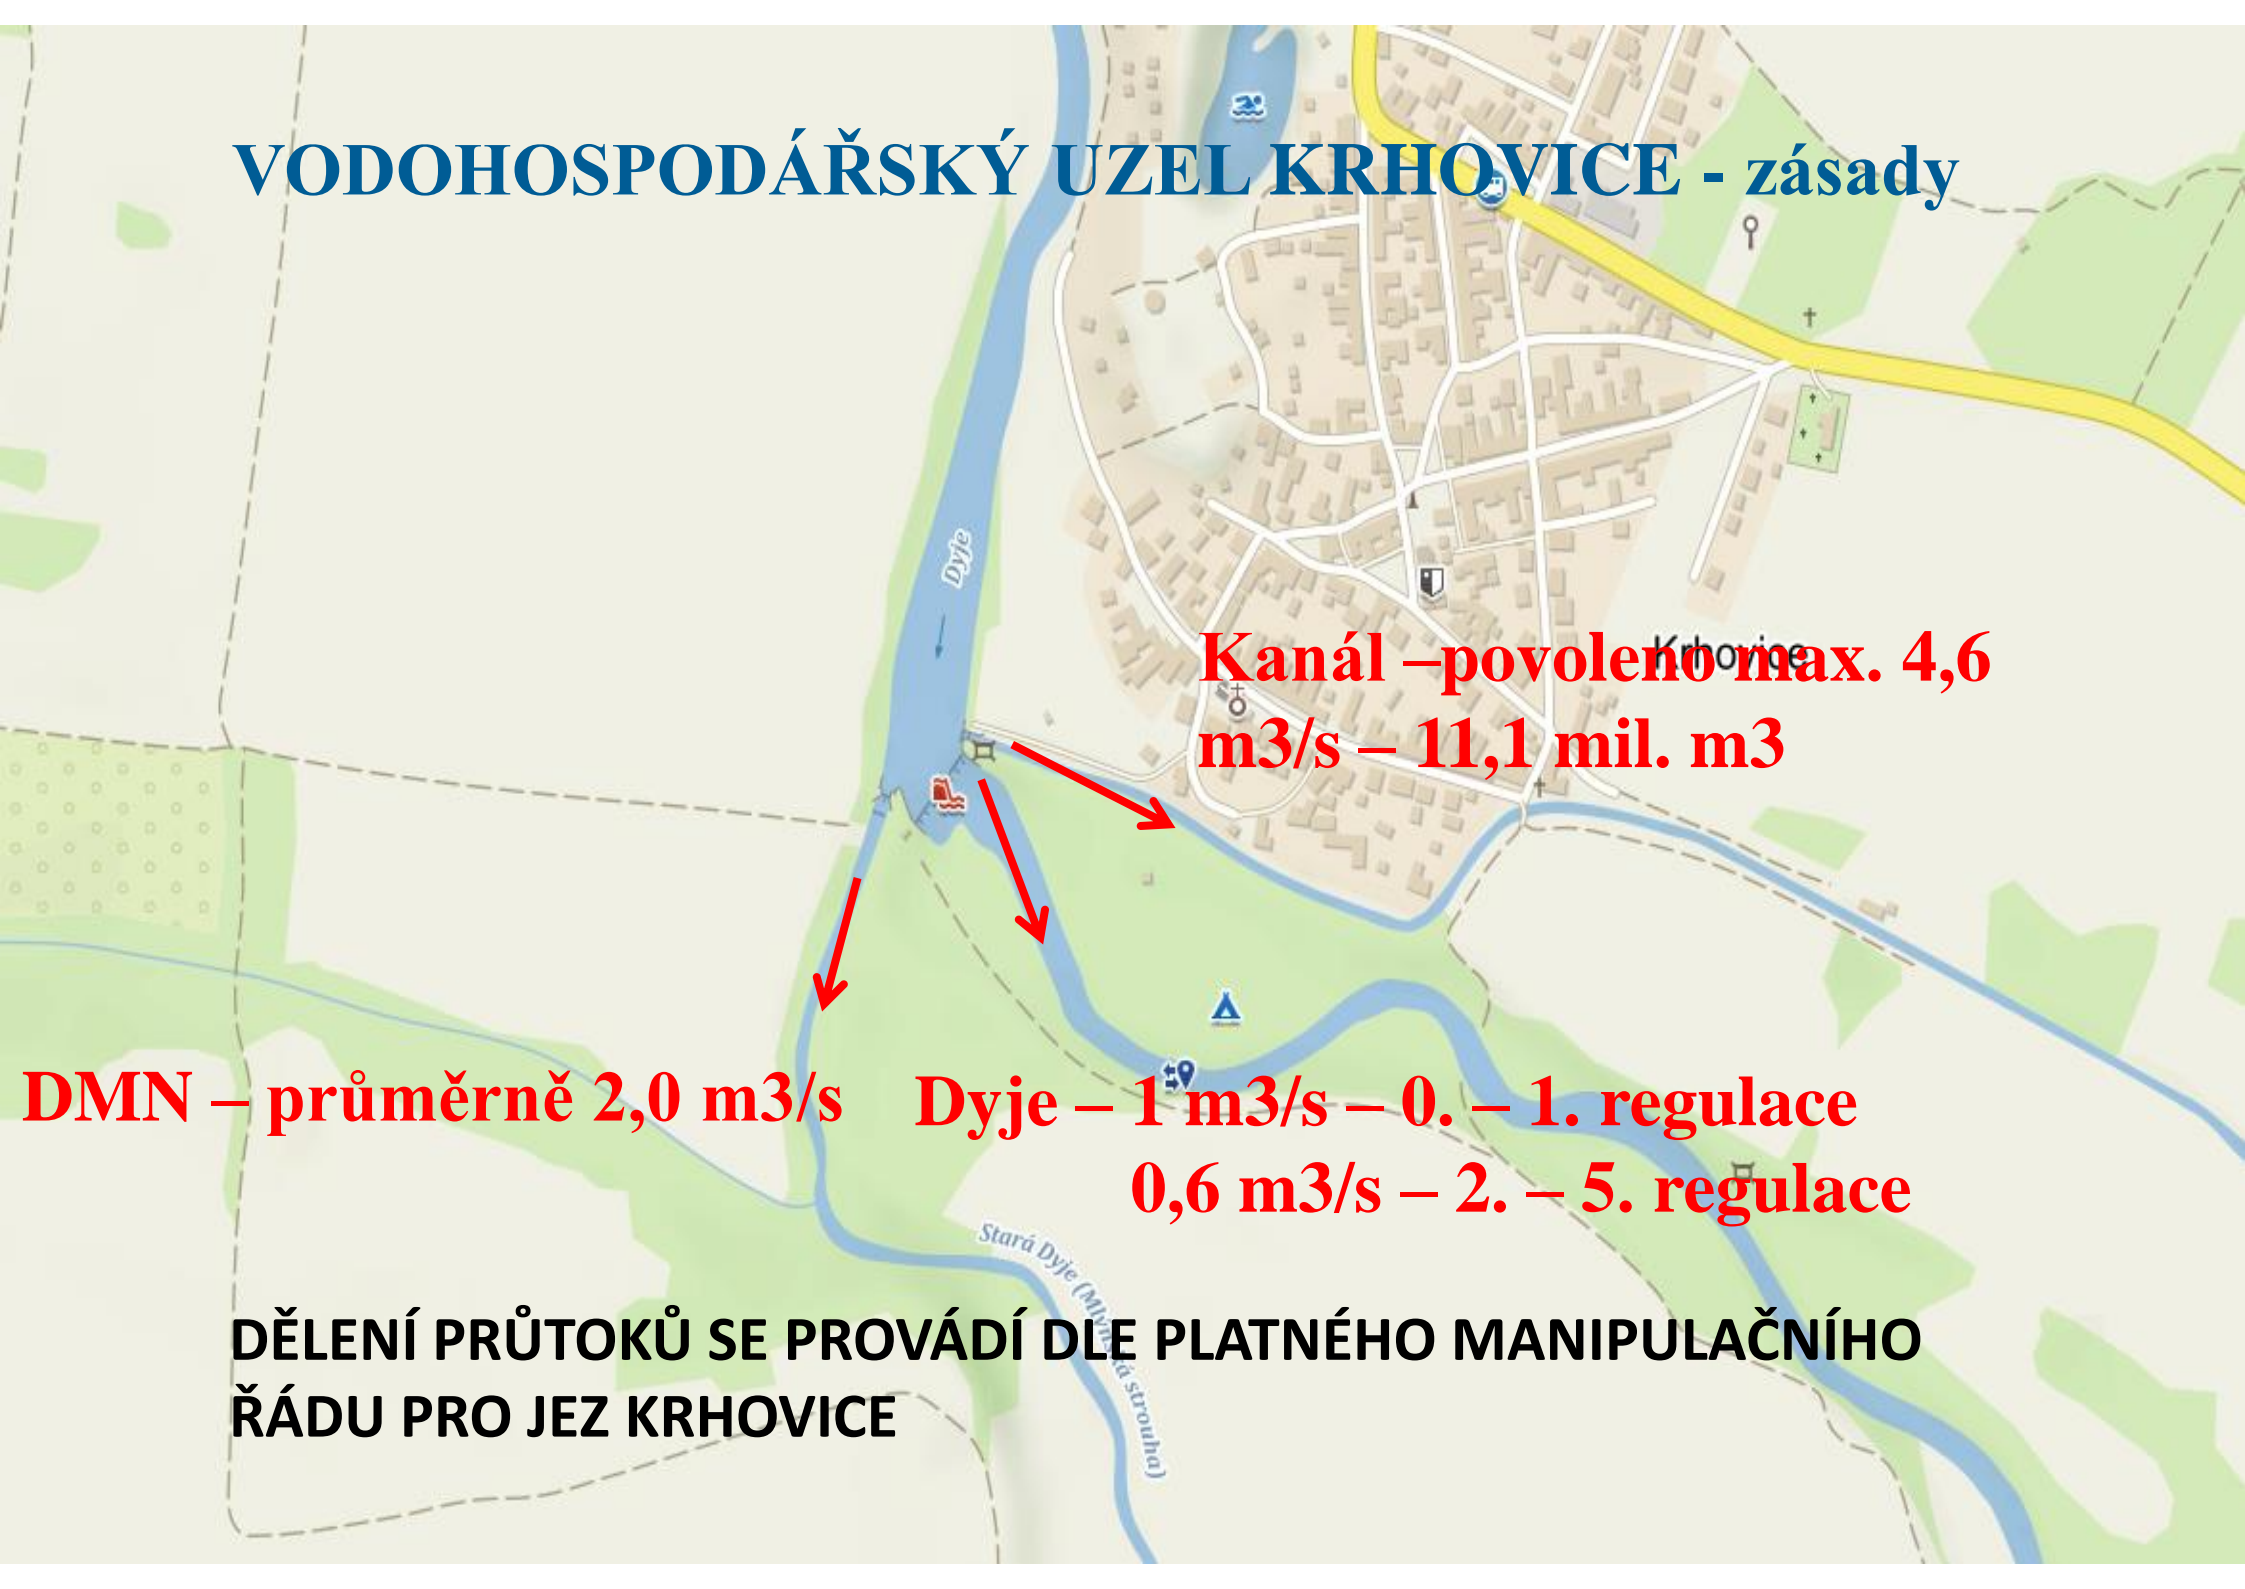 VODOHOSPODÁŘSKÝ UZEL KRHOVICE - zásady
Dyje
Krhovice
Kanál –povoleno max. 4,6
m3/s – 11,1 mil. m3
DMN – průměrně 2,0 m3/s
Dyje – 1 m3/s – 0. – 1. regulace
0,6 m3/s – 2. – 5. regulace
Stará Dyje (Mlýnská strouha)
DĚLENÍ PRŮTOKŮ SE PROVÁDÍ DLE PLATNÉHO MANIPULAČNÍHO
ŘÁDU PRO JEZ KRHOVICE